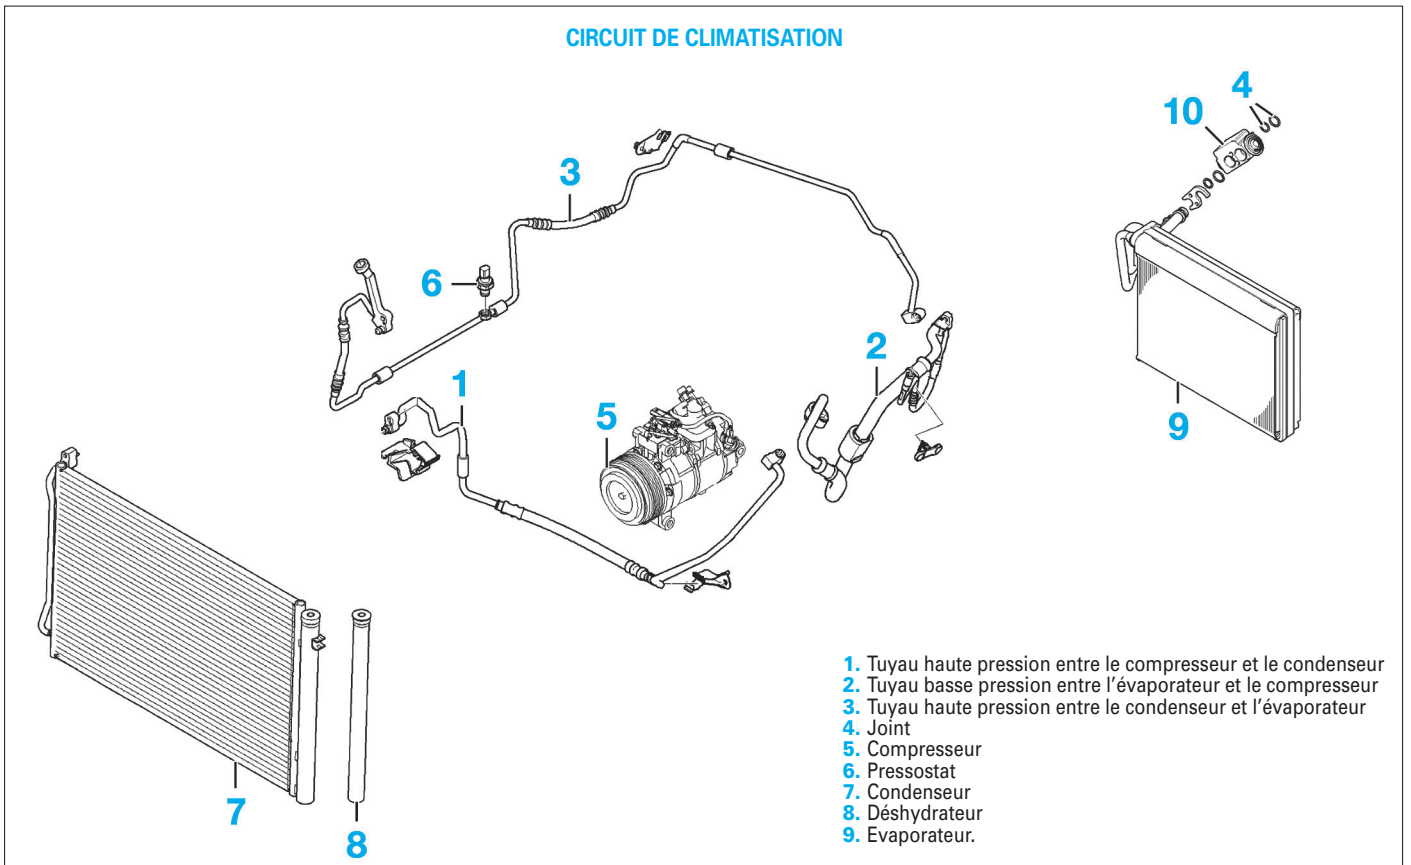 CIRCUIT DE CLIMATISATION
4
10
3
6
2
1
5
9
7
8
1. Tuyau haute pression entre le compresseur et le condenseur
2. Tuyau basse pression entre l'évaporateur et le compresseur
3. Tuyau haute pression entre le condenseur et l'évaporateur
4. Joint
5. Compresseur
6. Pressostat
7. Condenseur
8. Déshydrateur
9. Evaporateur.